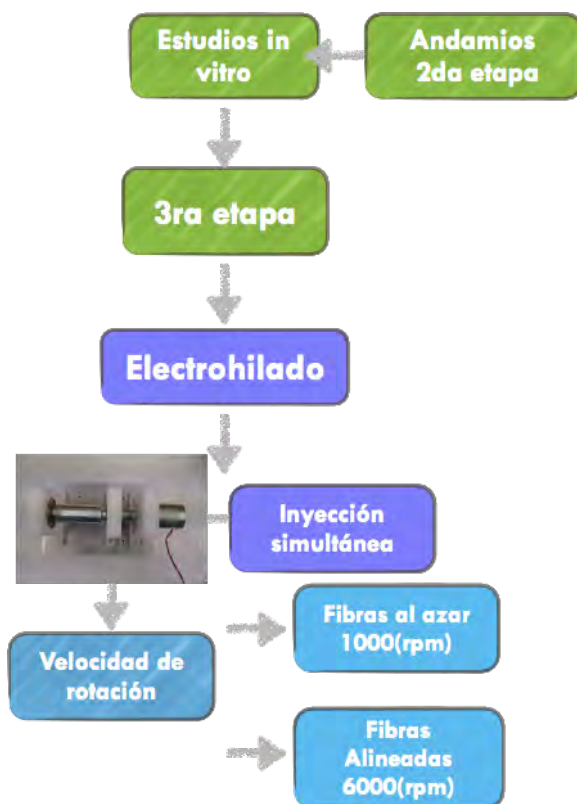 Estudios in
vitro
Andamios
2da etapa
3ra etapa
Electrohilado
Inyección
simultánea
Velocidad de
rotación
Fibras al azar
1000(rpm)
Fibras
Alineadas
6000(rpm)